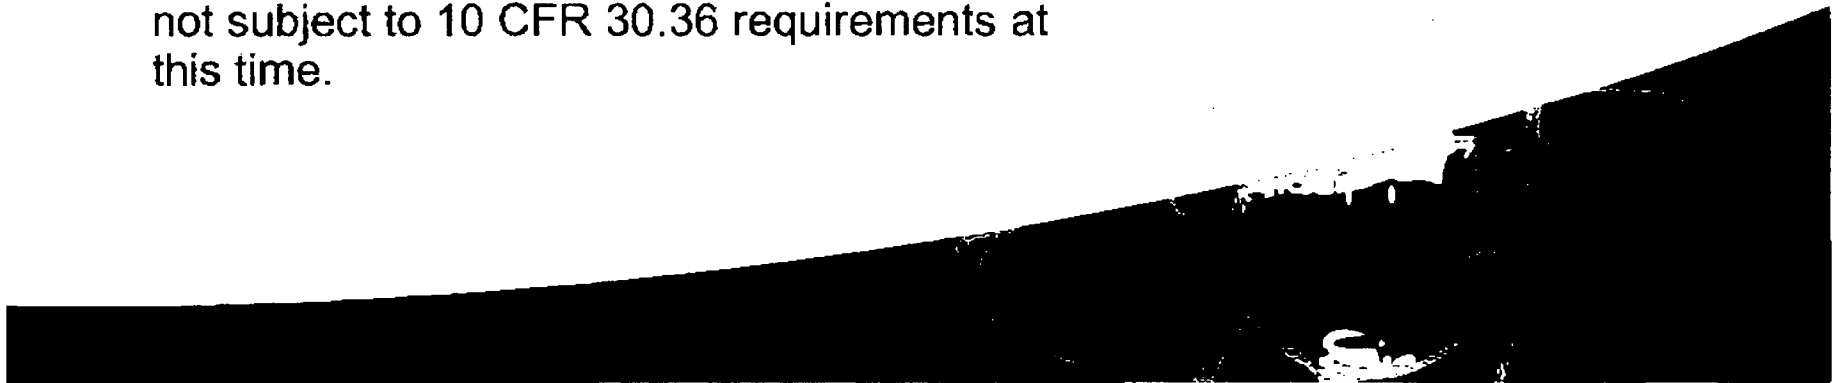 not subject to 10 CFR 30.36 requirements at
this time.